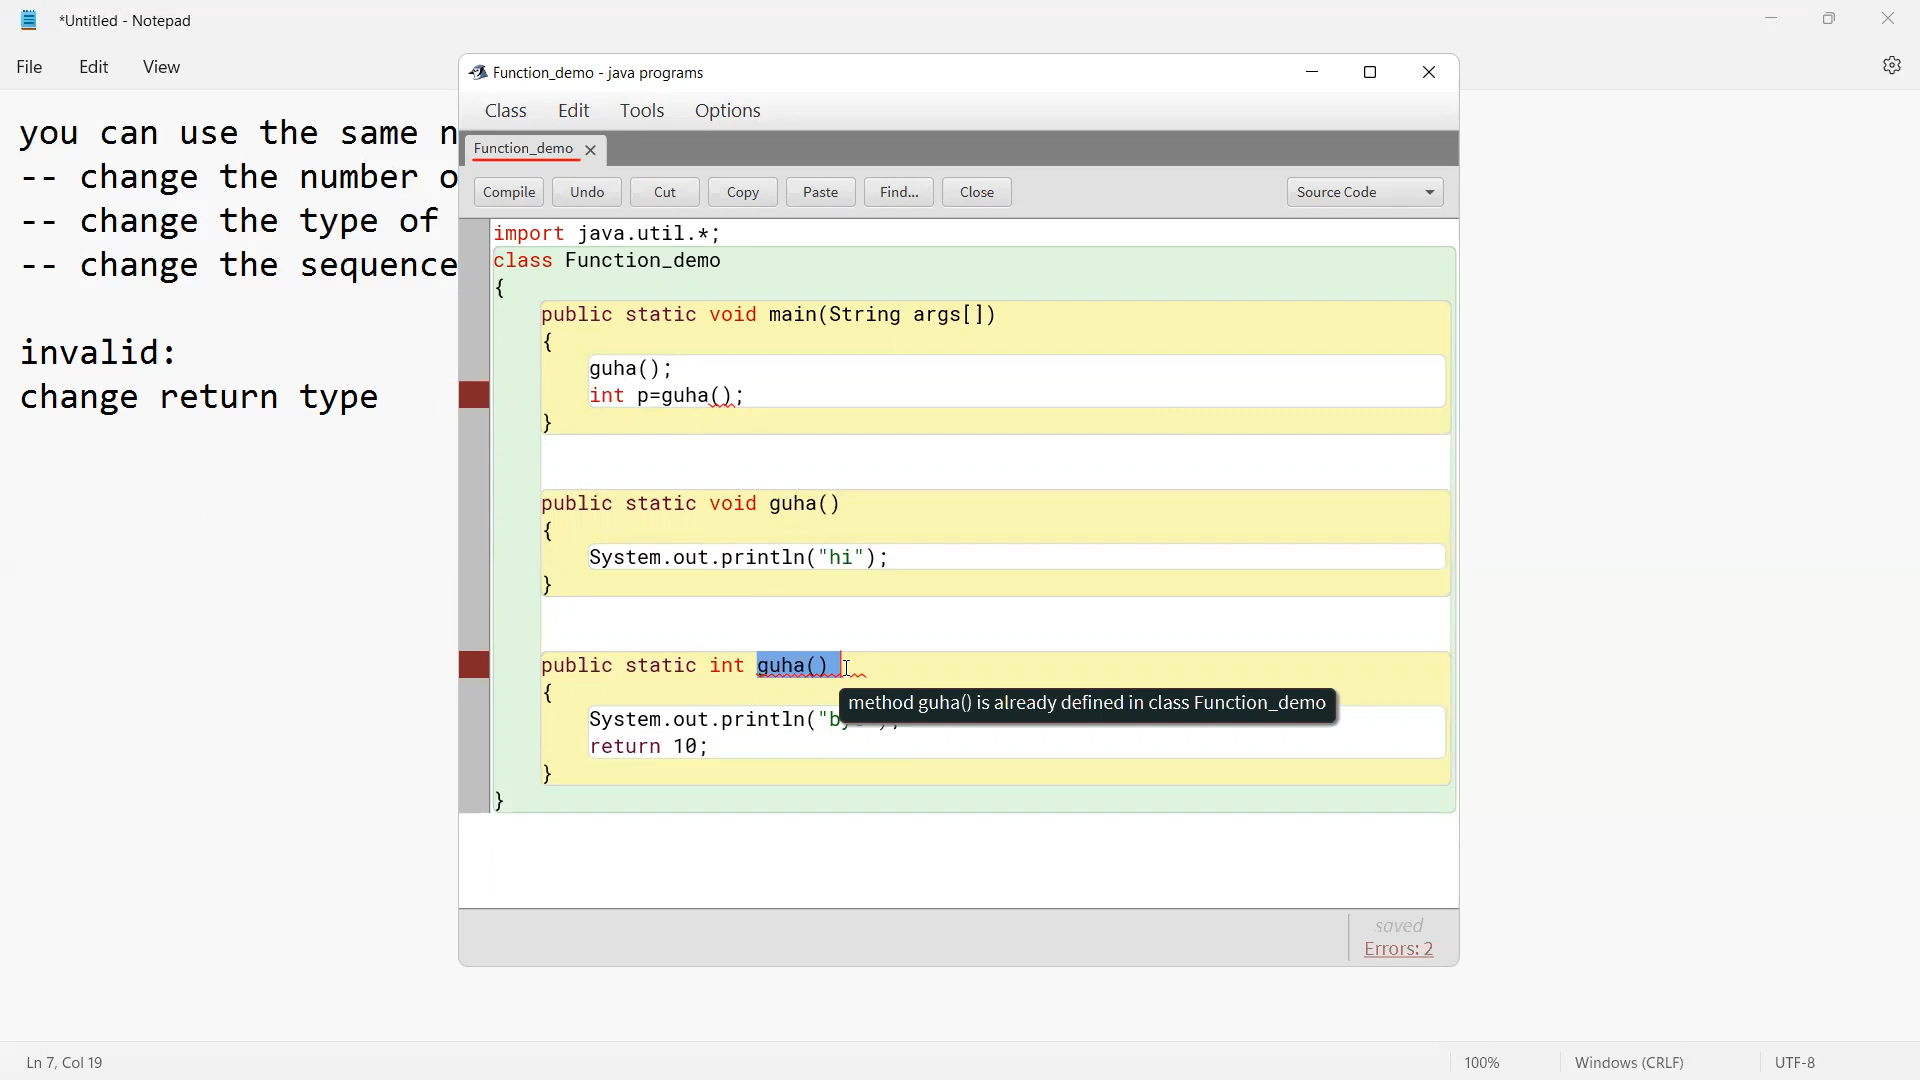 *Untitled - Notepad
File Edit View
you can use the same n
-- change the number o
-- change the type of
-- change the sequence
invalid:
change return type
Function_demo - java programs
Class Edit Tools Options
Function_demo
Compile Undo Cut Copy Paste Find... Close Source Code
import java.util.*;
class Function_demo
{
public static void main(String args[])
{
guha();
int p=guha();
}
public static void guha()
{
System.out.println("hi");
}
public static int guha()
{
method guha() is already defined in class Function_demo
System.out.println("b
return 10;
}
}
saved
Errors: 2
Ln 7, Col 19 100% Windows (CRLF) UTF-8